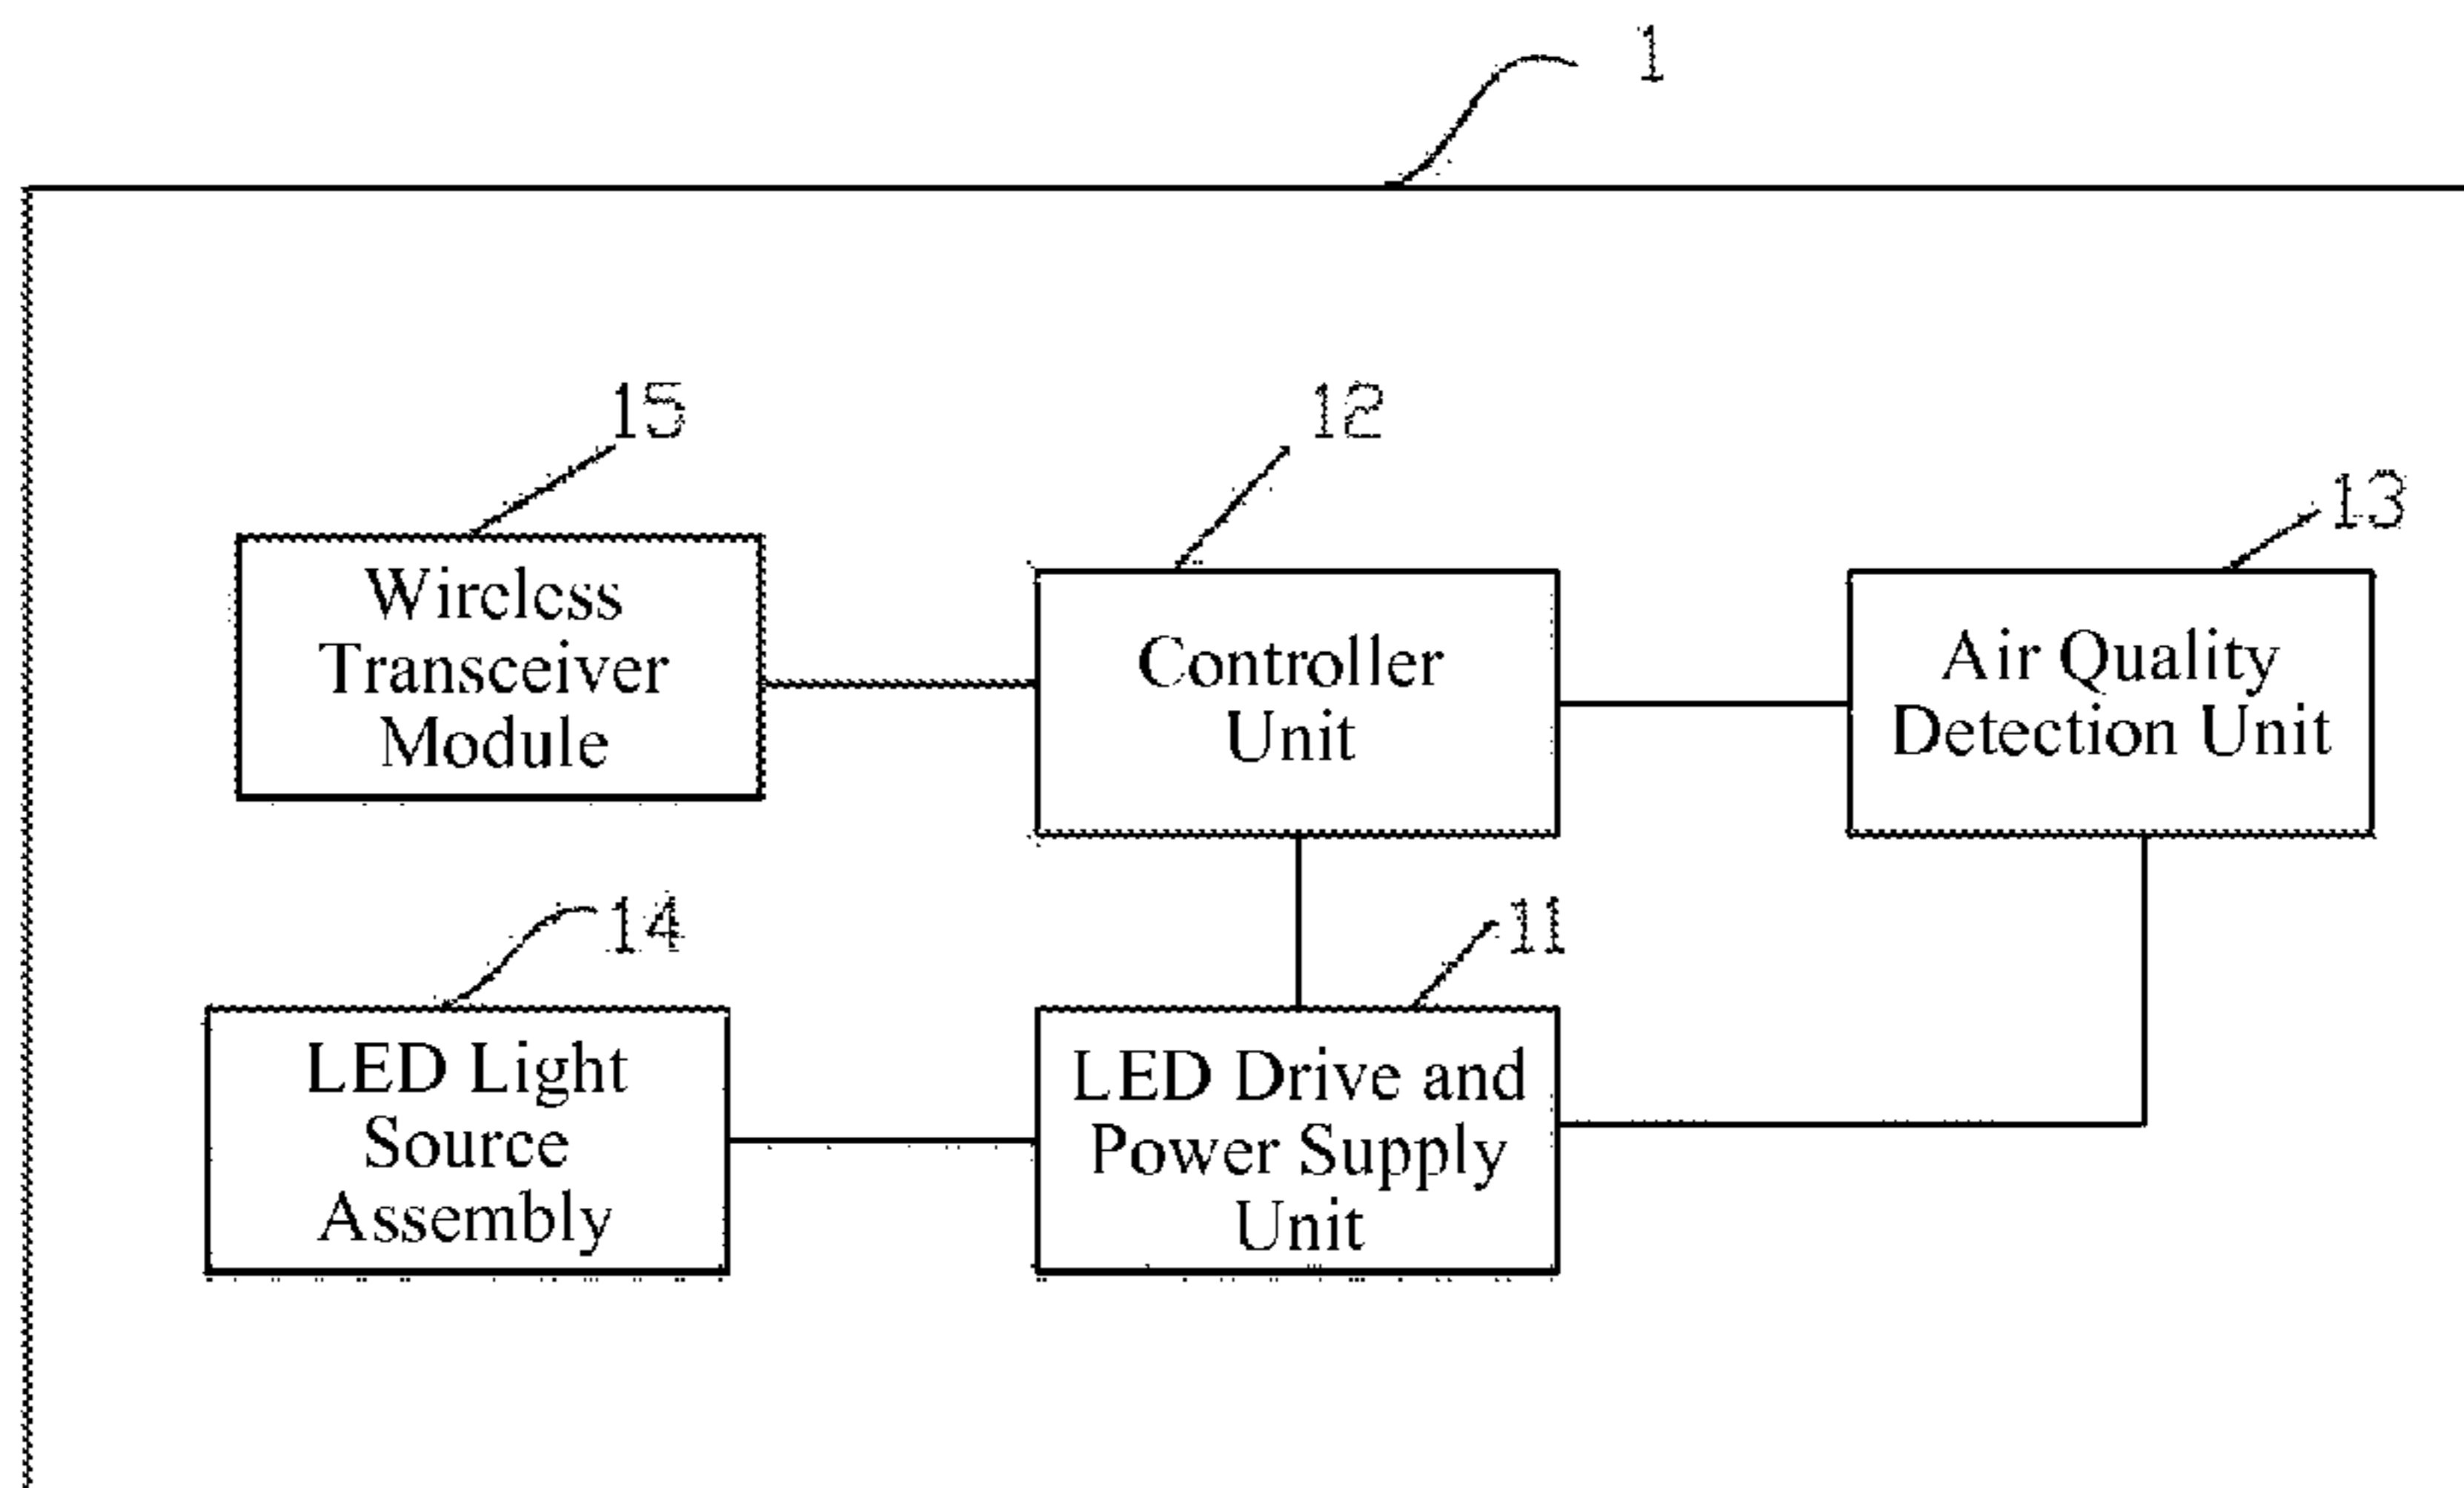 1
15
Wireless
Transceiver
Module
12
Controller
Unit
13
Air Quality
Detection Unit
14
LED Light
Source
Assembly
11
LED Drive and
Power Supply
Unit